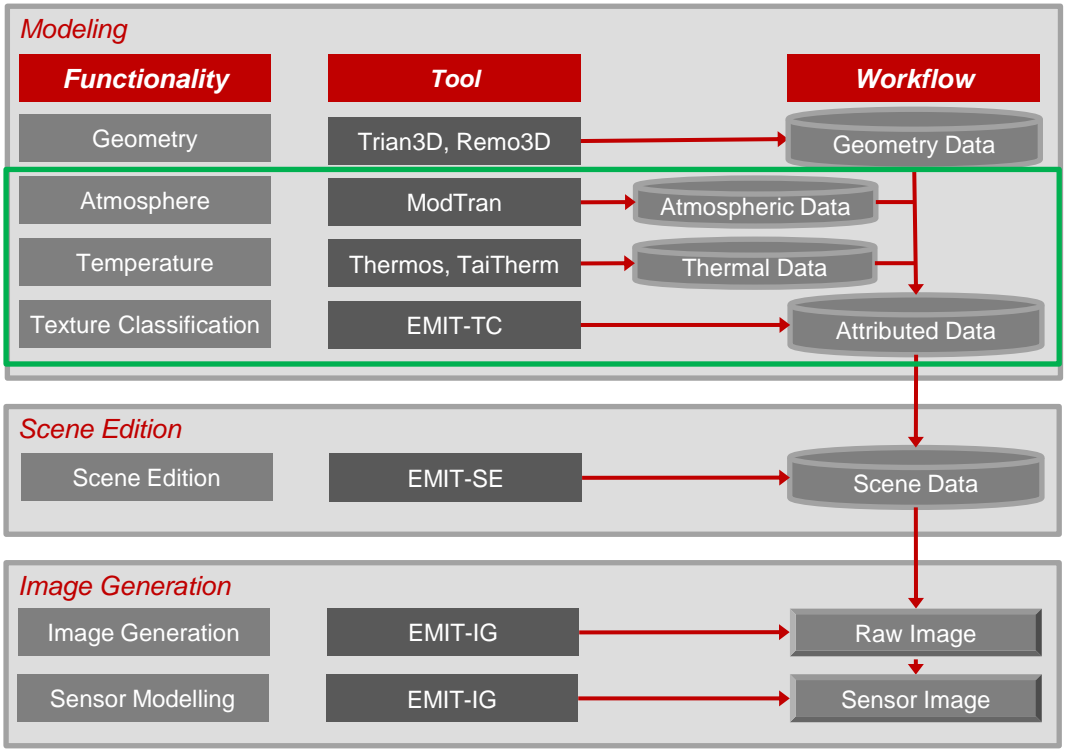 Modeling
Functionality Tool Workflow
Geometry Trian3D, Remo3D Geometry Data
Atmosphere ModTran Atmospheric Data
Temperature Thermos, TaiTherm Thermal Data
Texture Classification EMIT-TC Attributed Data
Scene Edition
Scene Edition EMIT-SE Scene Data
Image Generation
Image Generation EMIT-IG Raw Image
Sensor Modelling EMIT-IG Sensor Image